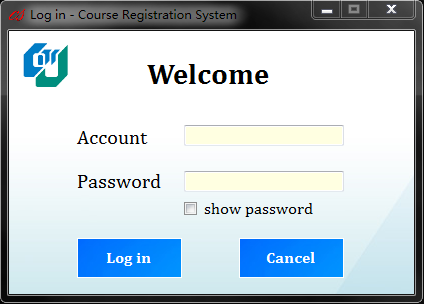 Log in - Course Registration System
Welcome
Account
Password
show password
Log in
Cancel